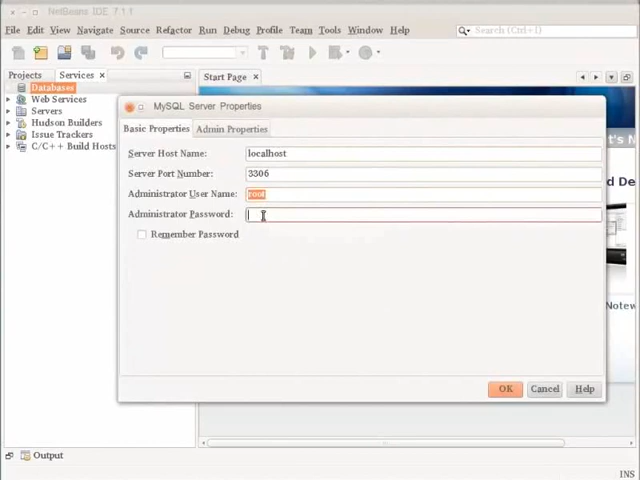 NetBeans IDE 7.1.1
File Edit View Navigate Source Refactor Run Debug Profile Team Tools Window Help
Search (Ctrl+I)
Projects Services Start Page
Databases
Web Services
Servers
Hudson Builders
Issue Trackers
C/C++ Build Hosts
MySQL Server Properties
Basic Properties Admin Properties
Server Host Name: localhost
Server Port Number: 3306
Administrator User Name: root
Administrator Password:
Remember Password
OK Cancel Help
Output
INS